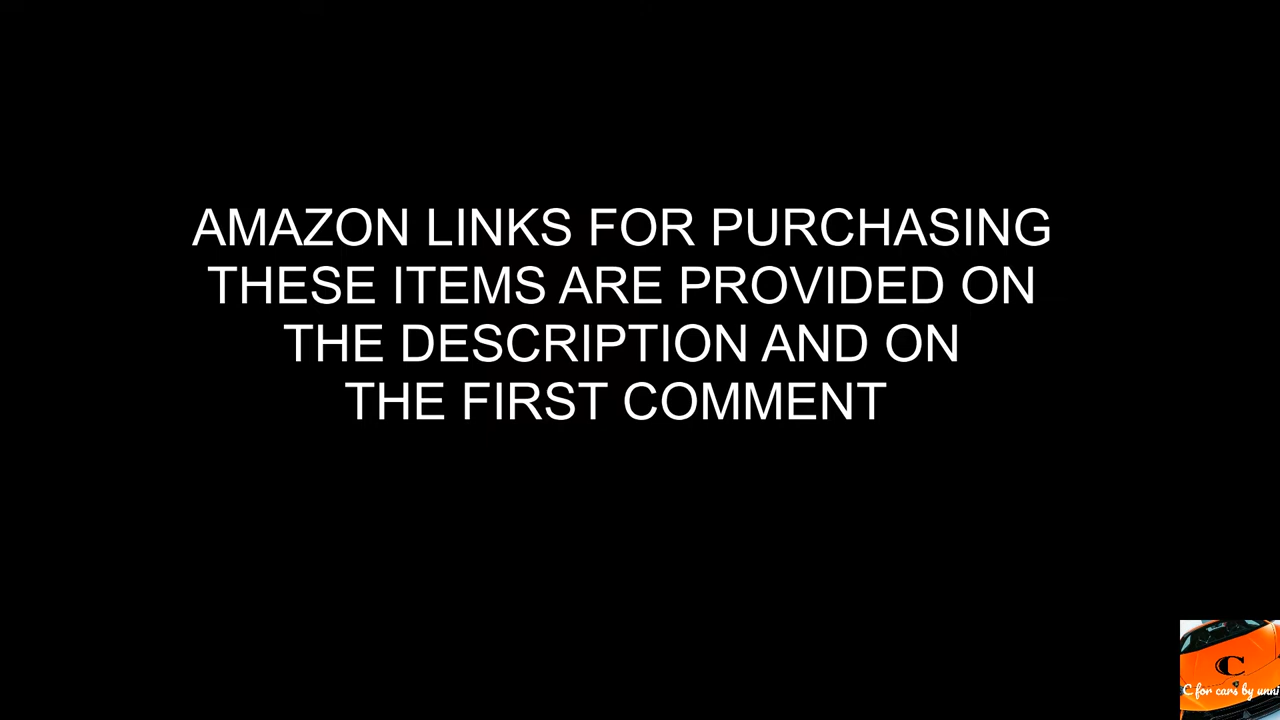 AMAZON LINKS FOR PURCHASING
THESE ITEMS ARE PROVIDED ON
THE DESCRIPTION AND ON
THE FIRST COMMENT
C
C for cars by unni